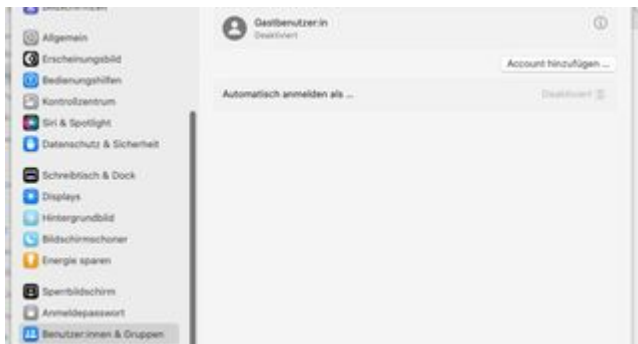 Allgemein
Erscheinungsbild
Bedienungshilfen
Kontrollzentrum
Siri & Spotlight
Datenschutz & Sicherheit
Schreibtisch & Dock
Displays
Hintergrundbild
Bildschirmschoner
Energie sparen
Sperrbildschirm
Anmeldepasswort
Benutzer:innen & Gruppen
Gastbenutzer:in
Deaktiviert
Account hinzufügen ...
Automatisch anmelden als ...
Deaktiviert